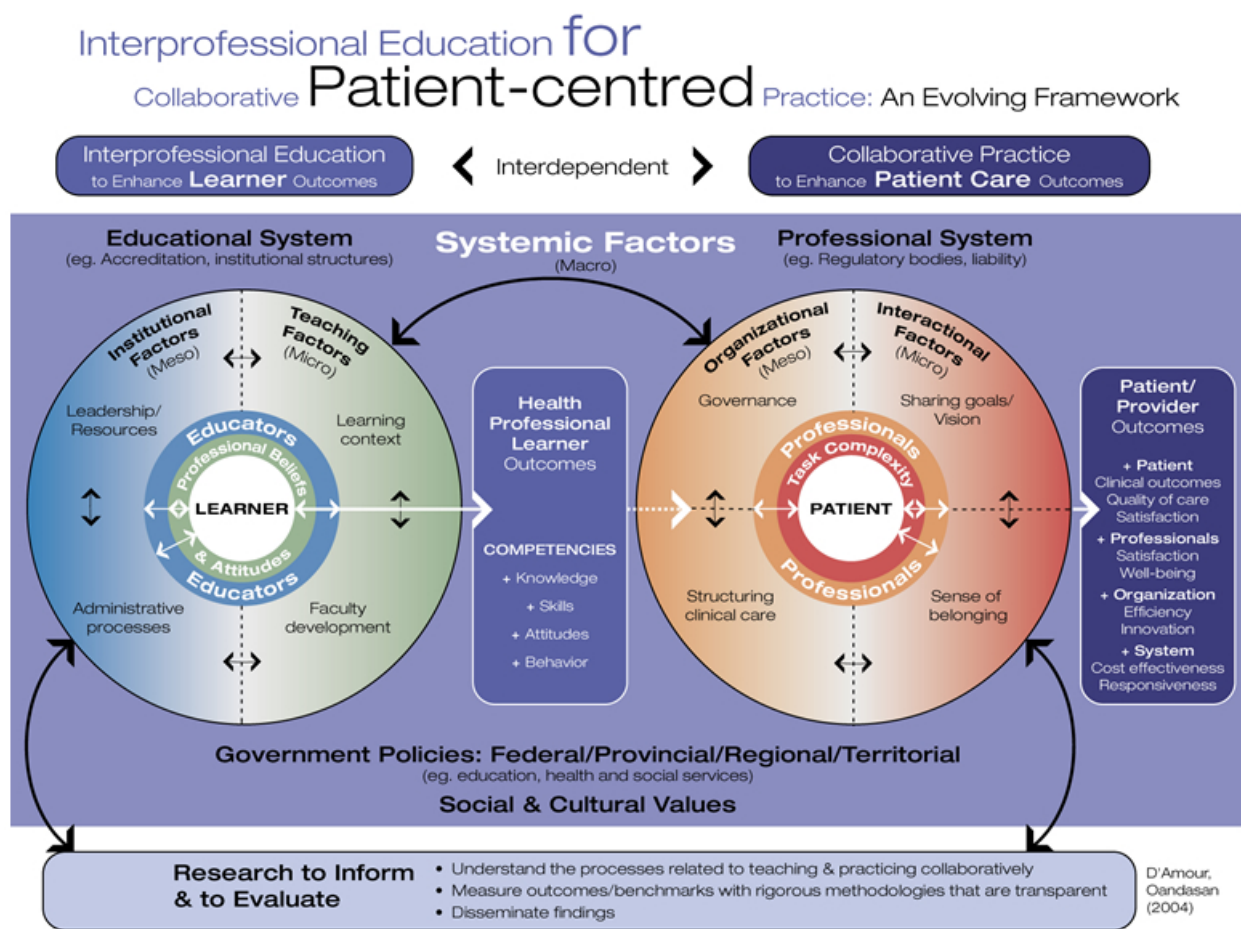 Interprofessional Education for
Collaborative Patient-centred Practice: An Evolving Framework
Interprofessional Education
to Enhance Learner Outcomes
Interdependent
Collaborative Practice
to Enhance Patient Care Outcomes
Educational System
(eg. Accreditation, institutional structures)
Systemic Factors
(Macro)
Professional System
(eg. Regulatory bodies, liability)
Institutional
Factors
(Meso)
Teaching
Factors
(Micro)
Leadership/
Resources
Learning
context
Educators
Professional Beliefs
LEARNER
& Attitudes
Educators
Administrative
processes
Faculty
development
Health
Professional
Learner
Outcomes
COMPETENCIES
+ Knowledge
+ Skills
+ Attitudes
+ Behavior
Organizational
Factors
(Meso)
Interactional
Factors
(Micro)
Governance
Sharing goals/
Vision
Professionals
Task Complexity
PATIENT
Professionals
Structuring
clinical care
Sense of
belonging
Patient/
Provider
Outcomes
+ Patient
Clinical outcomes
Quality of care
Satisfaction
+ Professionals
Satisfaction
Well-being
+ Organization
Efficiency
Innovation
+ System
Cost effectiveness
Responsiveness
Government Policies: Federal/Provincial/Regional/Territorial
(eg. education, health and social services)
Social & Cultural Values
Research to Inform
& to Evaluate
• Understand the processes related to teaching & practicing collaboratively
• Measure outcomes/benchmarks with rigorous methodologies that are transparent
• Disseminate findings
D'Amour,
Oandasan
(2004)